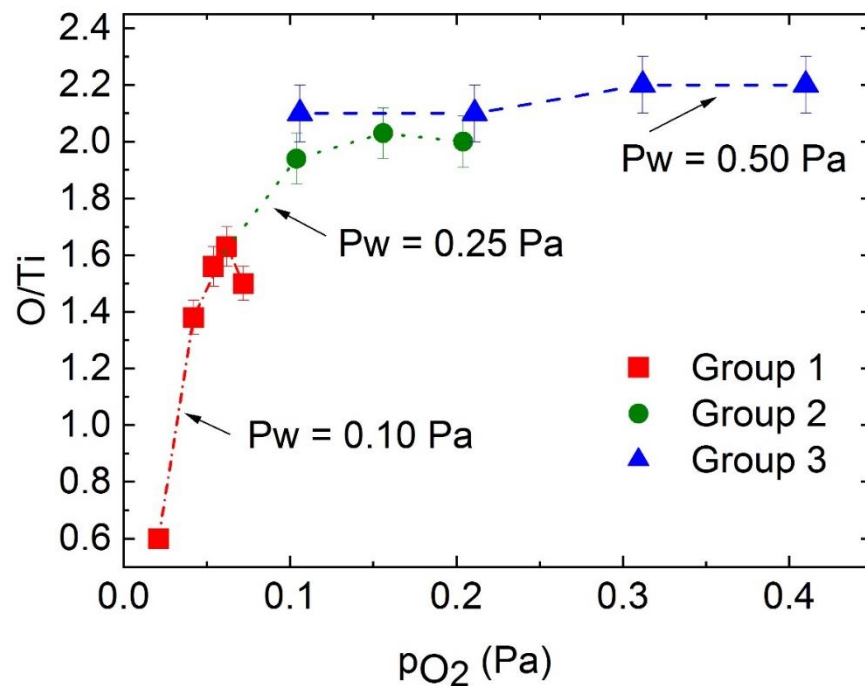 2.4
2.2
2.0
1.8
1.6
1.4
1.2
1.0
0.8
0.6
O/Ti
Pw = 0.50 Pa
Pw = 0.25 Pa
Pw = 0.10 Pa
Group 1
Group 2
Group 3
0.0 0.1 0.2 0.3 0.4
pO2 (Pa)